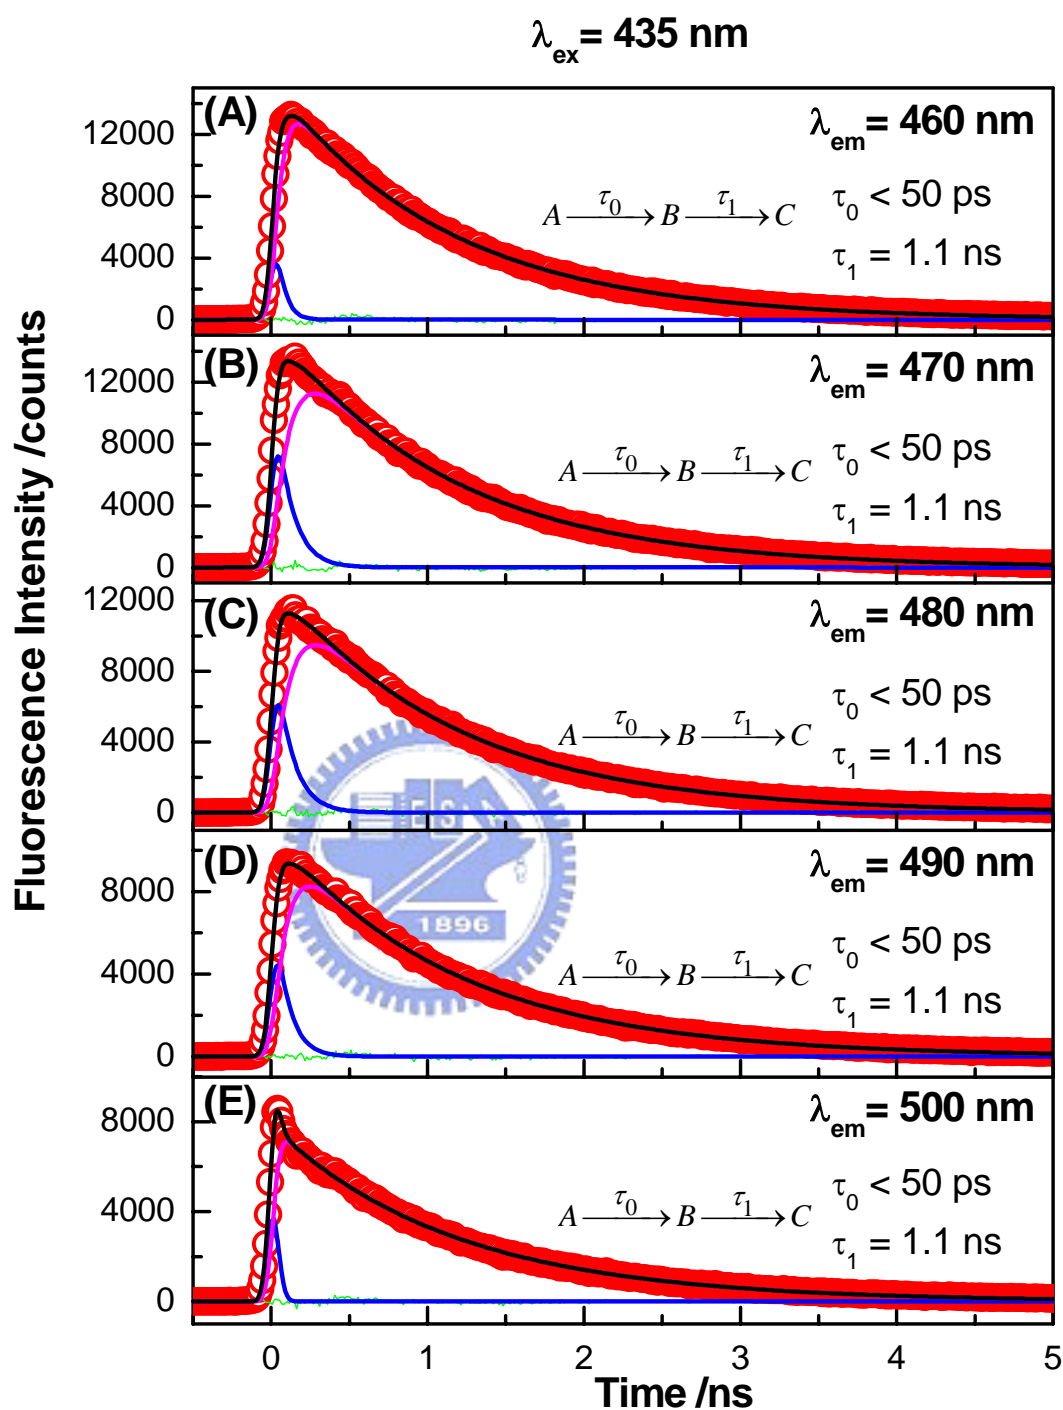 λex= 435 nm
Fluorescence Intensity /counts
(A)
λem= 460 nm
12000
8000
4000
0
A τ0 B τ1 C
τ0 < 50 ps
τ1 = 1.1 ns
(B)
λem= 470 nm
12000
8000
4000
0
A τ0 B τ1 C
τ0 < 50 ps
τ1 = 1.1 ns
(C)
λem= 480 nm
12000
8000
4000
0
A τ0 B τ1 C
τ0 < 50 ps
τ1 = 1.1 ns
(D)
λem= 490 nm
8000
4000
0
A τ0 B τ1 C
τ0 < 50 ps
τ1 = 1.1 ns
1896
(E)
λem= 500 nm
8000
4000
0
A τ0 B τ1 C
τ0 < 50 ps
τ1 = 1.1 ns
0 1 2 3 4 5
Time /ns